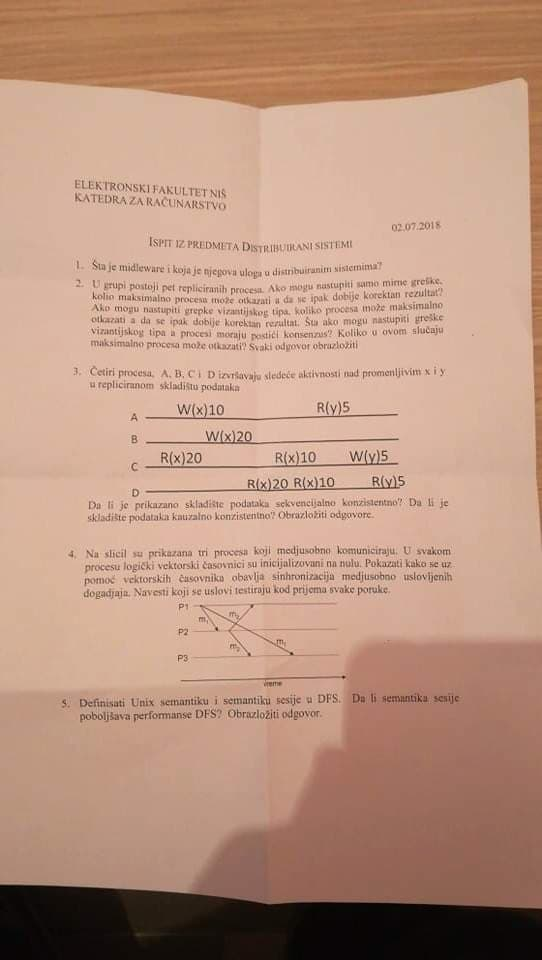 ELEKTRONSKI FAKULTET NIŠ
KATEDRA ZA RAČUNARSTVO
02.07.2018
ISPIT IZ PREDMETA DISTRIBUIRANI SISTEMI
1. Šta je midleware i koja je njegova uloga u distribuiranim sistemima?
2. U grupi postoji pet repliciranih procesa. Ako mogu nastupiti samo mirne greške,
kolio maksimalno procesa može otkazati a da se ipak dobije korektan rezultat?
Ako mogu nastupiti grepke vizantijskog tipa, koliko procesa može maksimalno
otkazati a da se ipak dobije korektan rezultat. Šta ako mogu nastupiti greške
vizantijskog tipa a procesi moraju postići konsenzus? Koliko u ovom slučaju
maksimalno procesa može otkazati? Svaki odgovor obrazložiti
3. Četiri procesa, A, B, C i D izvršavaju sledeće aktivnosti nad promenljivim x i y
u repliciranom skladištu podataka
A W(x)10 R(y)5
B W(x)20
C R(x)20 R(x)10 W(y)5
D R(x)20 R(x)10 R(y)5
Da li je prikazano skladište podataka sekvencijalno konzistentno? Da li je
skladište podataka kauzalno konzistentno? Obrazložiti odgovore.
4. Na slicil su prikazana tri procesa koji medjusobno komuniciraju. U svakom
procesu logički vektorski časovnici su inicijalizovani na nulu. Pokazati kako se uz
pomoć vektorskih časovnika obavlja sinhronizacija medjusobno uslovljenih
dogadjaja. Navesti koji se uslovi testiraju kod prijema svake poruke.
P1
m1 m2
P2
m2 m1
P3
vreme
5. Definisati Unix semantiku i semantiku sesije u DFS. Da li semantika sesije
poboljšava performanse DFS? Obrazložiti odgovor.